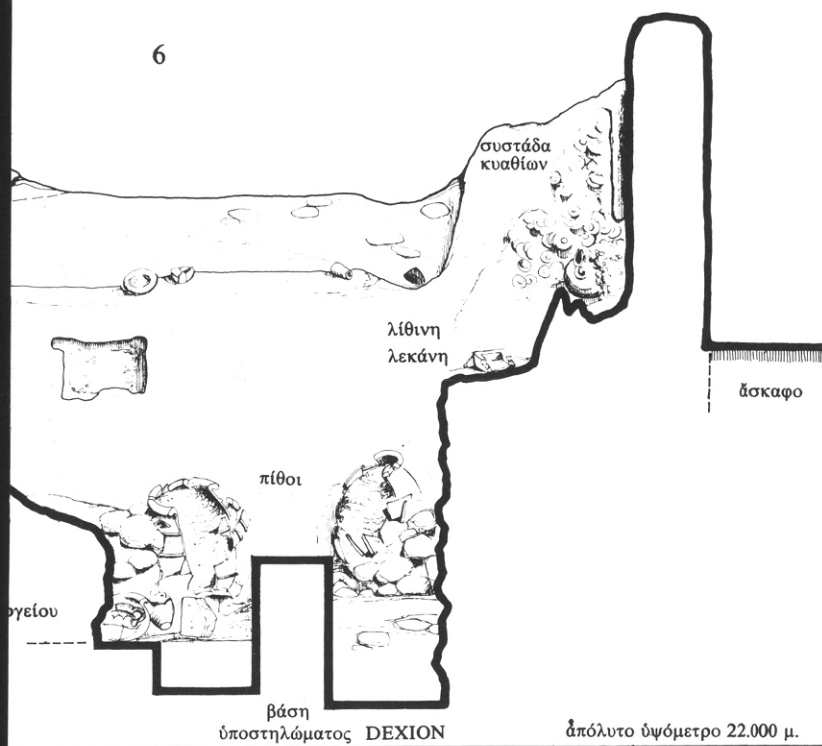 6
συστάδα
κυαθίων
λίθινη
λεκάνη
ἄσκαφο
πίθοι
βάση
ὑποστηλώματος DEXION
ἀπόλυτο ὑψόμετρο 22.000 μ.